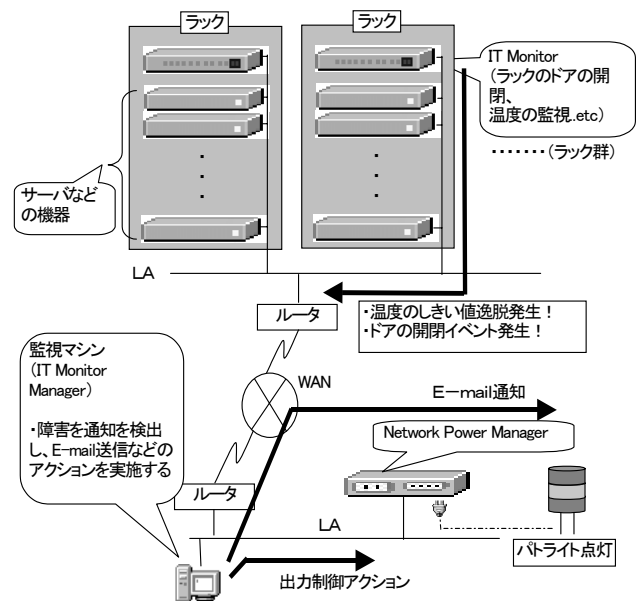 ラック
ラック
IT Monitor
(ラックのドアの開
閉、
温度の監視..etc)
・・・・・・・(ラック群)
サーバなど
の機器
LA
ルータ
・温度のしきい値逸脱発生！
・ドアの開閉イベント発生！
監視マシン
(IT Monitor
Manager)
・障害を通知を検出
し、E-mail送信などの
アクションを実施する
WAN
E－mail通知
Network Power Manager
ルータ
LA
パトライト点灯
出力制御アクション